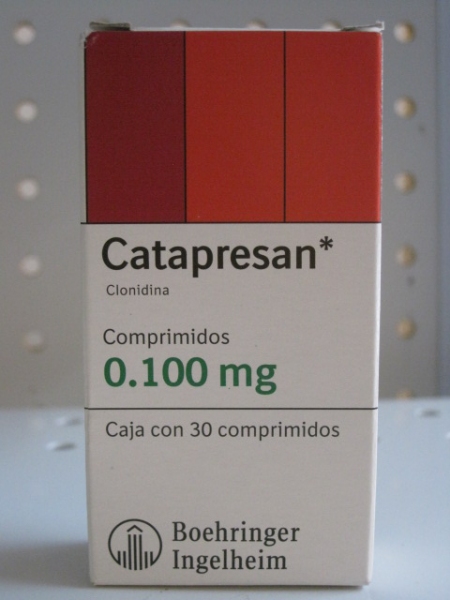 Catapresan*
Clonidina
Comprimidos
0.100 mg
Caja con 30 comprimidos
Boehringer
Ingelheim